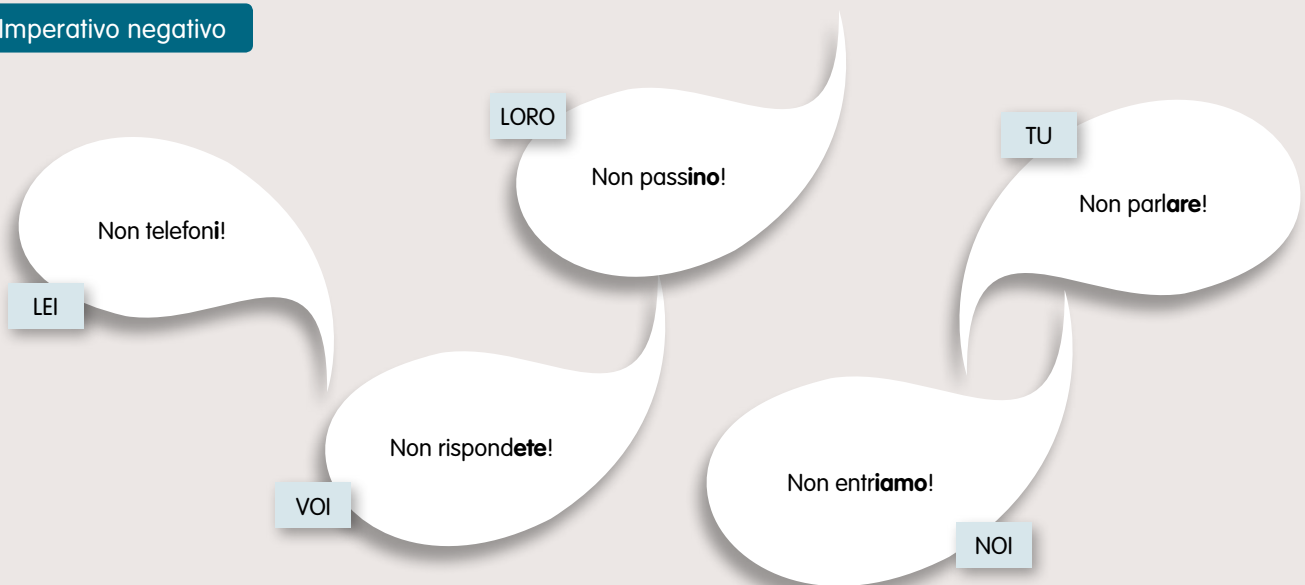 Imperativo negativo
LORO
Non passino!
TU
Non parlare!
Non telefoni!
LEI
Non rispondete!
VOI
Non entriamo!
NOI